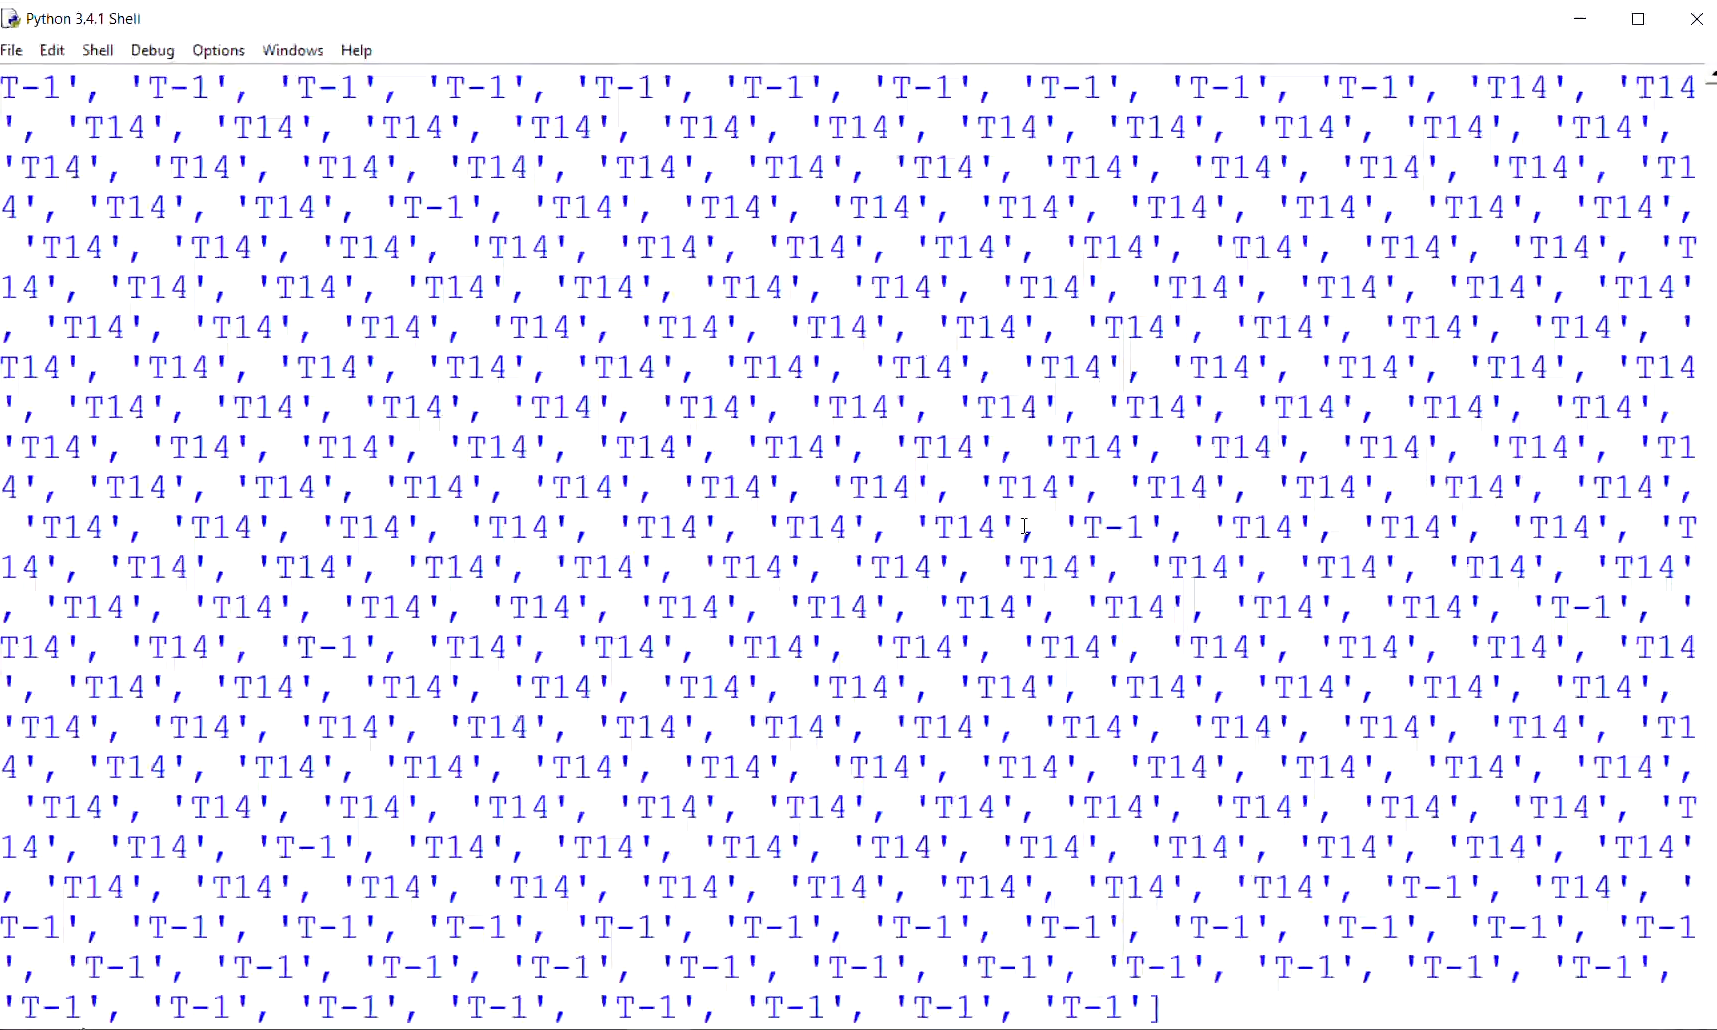 Python 3.4.1 Shell
File Edit Shell Debug Options Windows Help
T-1', 'T-1', 'T-1', 'T-1', 'T-1', 'T-1', 'T-1', 'T-1', 'T-1', 'T-1', 'T14', 'T14
', 'T14', 'T14', 'T14', 'T14', 'T14', 'T14', 'T14', 'T14', 'T14', 'T14', 'T14',
'T14', 'T14', 'T14', 'T14', 'T14', 'T14', 'T14', 'T14', 'T14', 'T14', 'T14', 'T1
4', 'T14', 'T14', 'T-1', 'T14', 'T14', 'T14', 'T14', 'T14', 'T14', 'T14', 'T14',
 'T14', 'T14', 'T14', 'T14', 'T14', 'T14', 'T14', 'T14', 'T14', 'T14', 'T14', 'T
14', 'T14', 'T14', 'T14', 'T14', 'T14', 'T14', 'T14', 'T14', 'T14', 'T14', 'T14'
, 'T14', 'T14', 'T14', 'T14', 'T14', 'T14', 'T14', 'T14', 'T14', 'T14', 'T14', '
T14', 'T14', 'T14', 'T14', 'T14', 'T14', 'T14', 'T14', 'T14', 'T14', 'T14', 'T14
', 'T14', 'T14', 'T14', 'T14', 'T14', 'T14', 'T14', 'T14', 'T14', 'T14', 'T14',
'T14', 'T14', 'T14', 'T14', 'T14', 'T14', 'T14', 'T14', 'T14', 'T14', 'T14', 'T1
4', 'T14', 'T14', 'T14', 'T14', 'T14', 'T14', 'T14', 'T14', 'T14', 'T14', 'T14',
 'T14', 'T14', 'T14', 'T14', 'T14', 'T14', 'T14', 'T-1', 'T14', 'T14', 'T14', 'T
14', 'T14', 'T14', 'T14', 'T14', 'T14', 'T14', 'T14', 'T14', 'T14', 'T14', 'T14'
, 'T14', 'T14', 'T14', 'T14', 'T14', 'T14', 'T14', 'T14', 'T14', 'T14', 'T-1', '
T14', 'T14', 'T-1', 'T14', 'T14', 'T14', 'T14', 'T14', 'T14', 'T14', 'T14', 'T14
', 'T14', 'T14', 'T14', 'T14', 'T14', 'T14', 'T14', 'T14', 'T14', 'T14', 'T14',
'T14', 'T14', 'T14', 'T14', 'T14', 'T14', 'T14', 'T14', 'T14', 'T14', 'T14', 'T1
4', 'T14', 'T14', 'T14', 'T14', 'T14', 'T14', 'T14', 'T14', 'T14', 'T14', 'T14',
 'T14', 'T14', 'T14', 'T14', 'T14', 'T14', 'T14', 'T14', 'T14', 'T14', 'T14', 'T
14', 'T14', 'T-1', 'T14', 'T14', 'T14', 'T14', 'T14', 'T14', 'T14', 'T14', 'T14'
, 'T14', 'T14', 'T14', 'T14', 'T14', 'T14', 'T14', 'T14', 'T14', 'T-1', 'T14', '
T-1', 'T-1', 'T-1', 'T-1', 'T-1', 'T-1', 'T-1', 'T-1', 'T-1', 'T-1', 'T-1', 'T-1
', 'T-1', 'T-1', 'T-1', 'T-1', 'T-1', 'T-1', 'T-1', 'T-1', 'T-1', 'T-1', 'T-1',
'T-1', 'T-1', 'T-1', 'T-1', 'T-1', 'T-1', 'T-1', 'T-1']